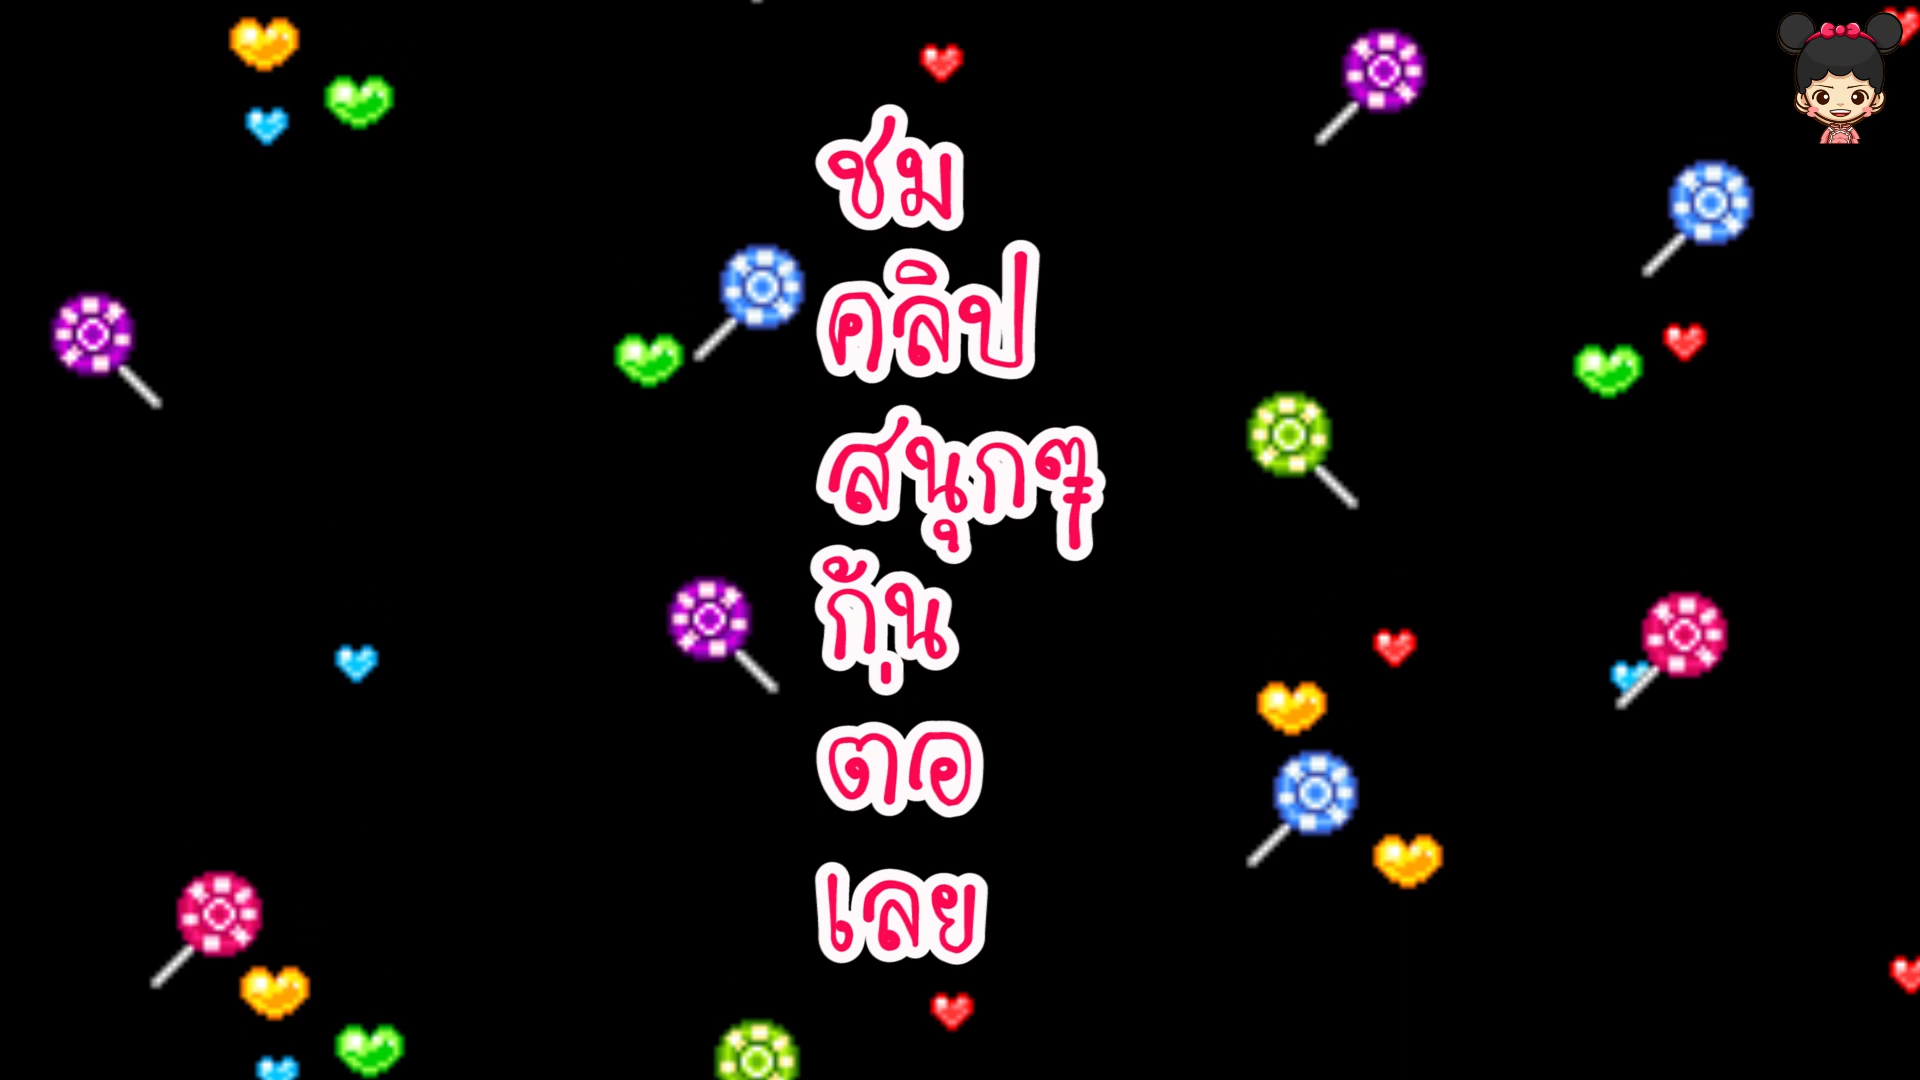 ชม
คลิป
สนุกๆ
กุ้น
ตอ
เลย